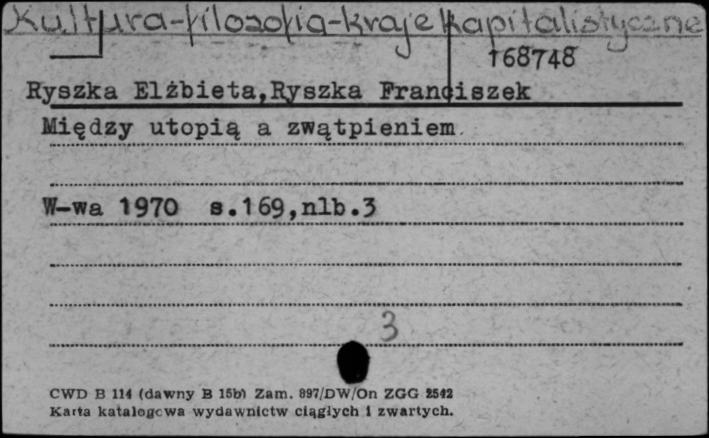 Kultura-filozofia-kraje kapitalistyczne
168748
Ryszka Elżbieta,Ryszka Franciszek
Między utopią a zwątpieniem.
W-wa 1970 s.169,nlb.3
3
CWD B 114 (dawny B 15b) Zam. 897/DW/On ZGG 2542
Karta katalogowa wydawnictw ciągłych i zwartych.